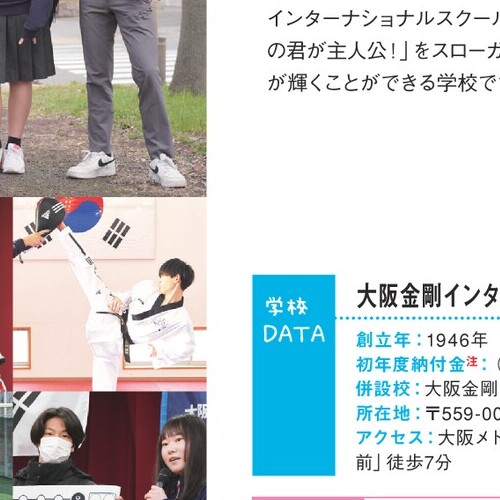 インターナショナルスクール
の君が主人公！」をスローガ
が輝くことができる学校で
学校
DATA
大阪金剛インタ
創立年：1946年
初年度納付金注：（
併設校：大阪金剛
所在地：〒559-00
アクセス：大阪メト
前」徒歩7分
大阪